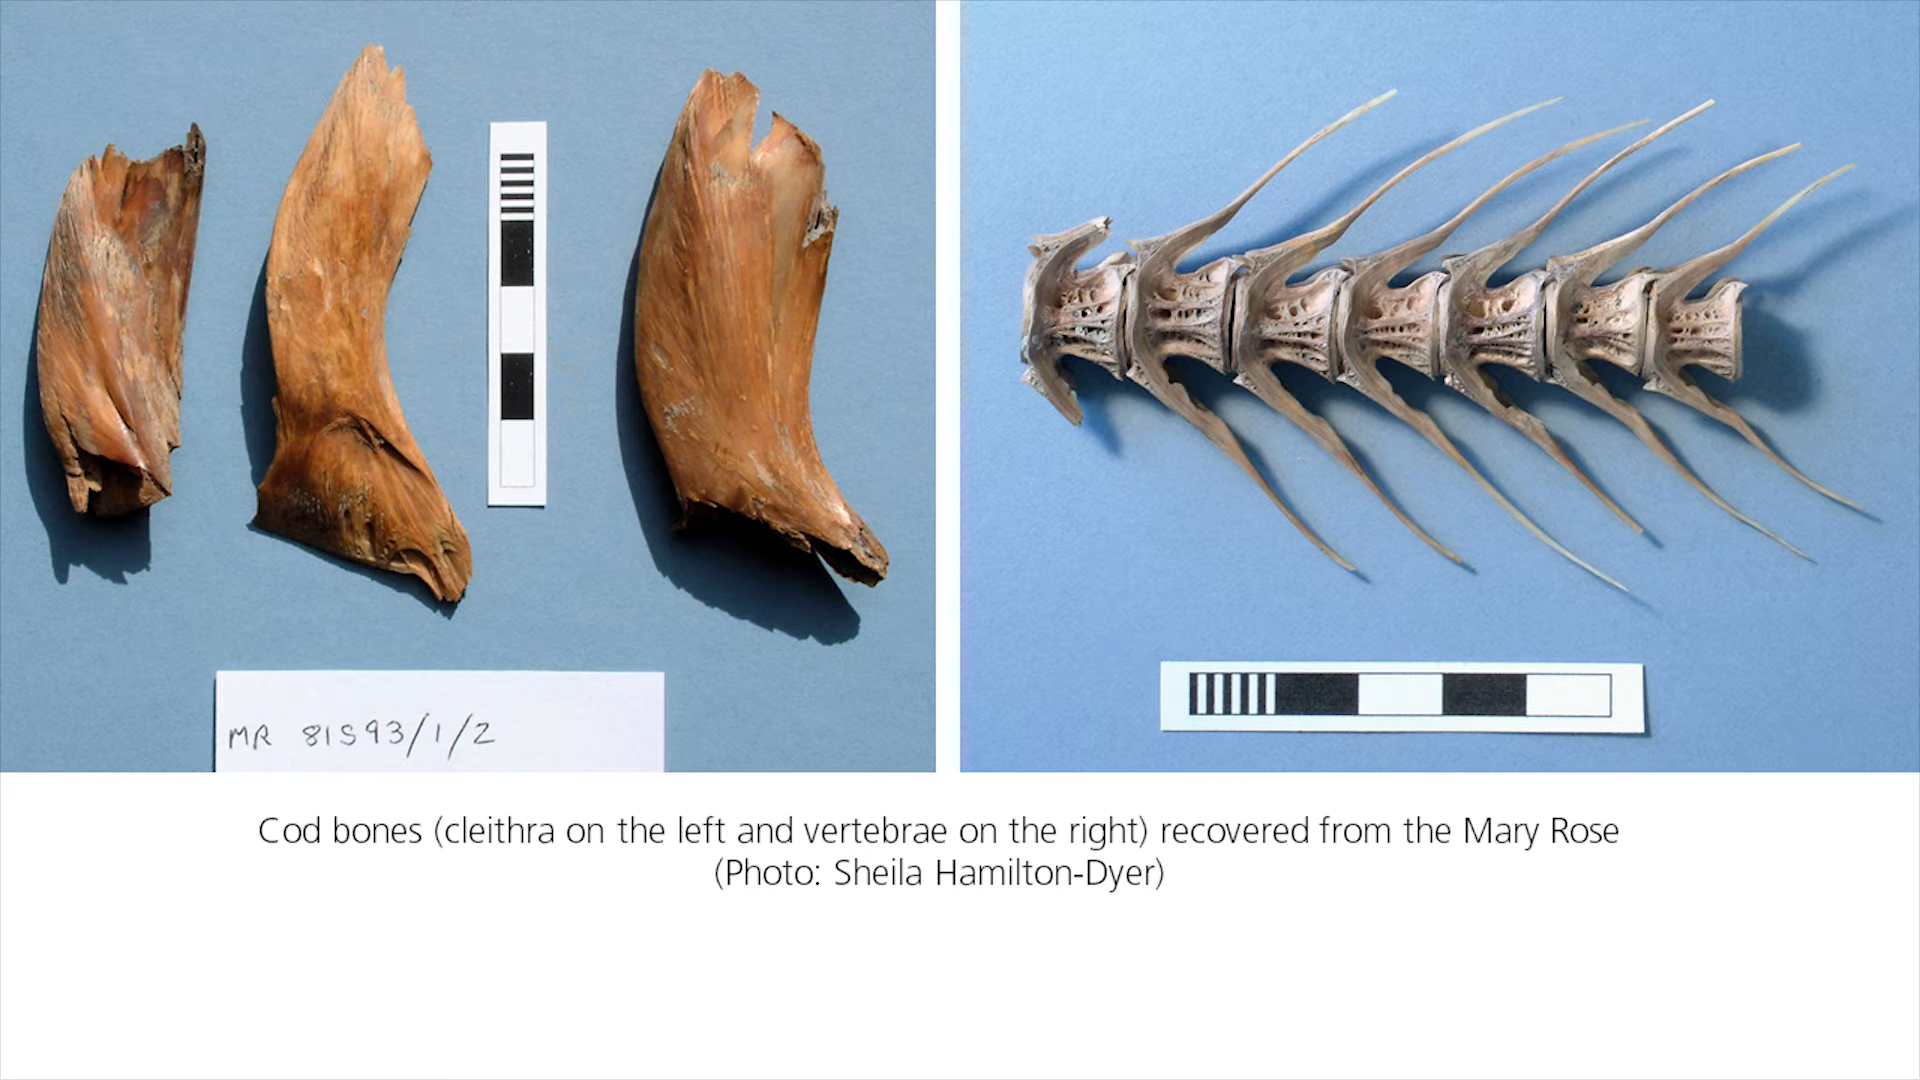 MR 81S93/1/2
Cod bones (cleithra on the left and vertebrae on the right) recovered from the Mary Rose
(Photo: Sheila Hamilton-Dyer)